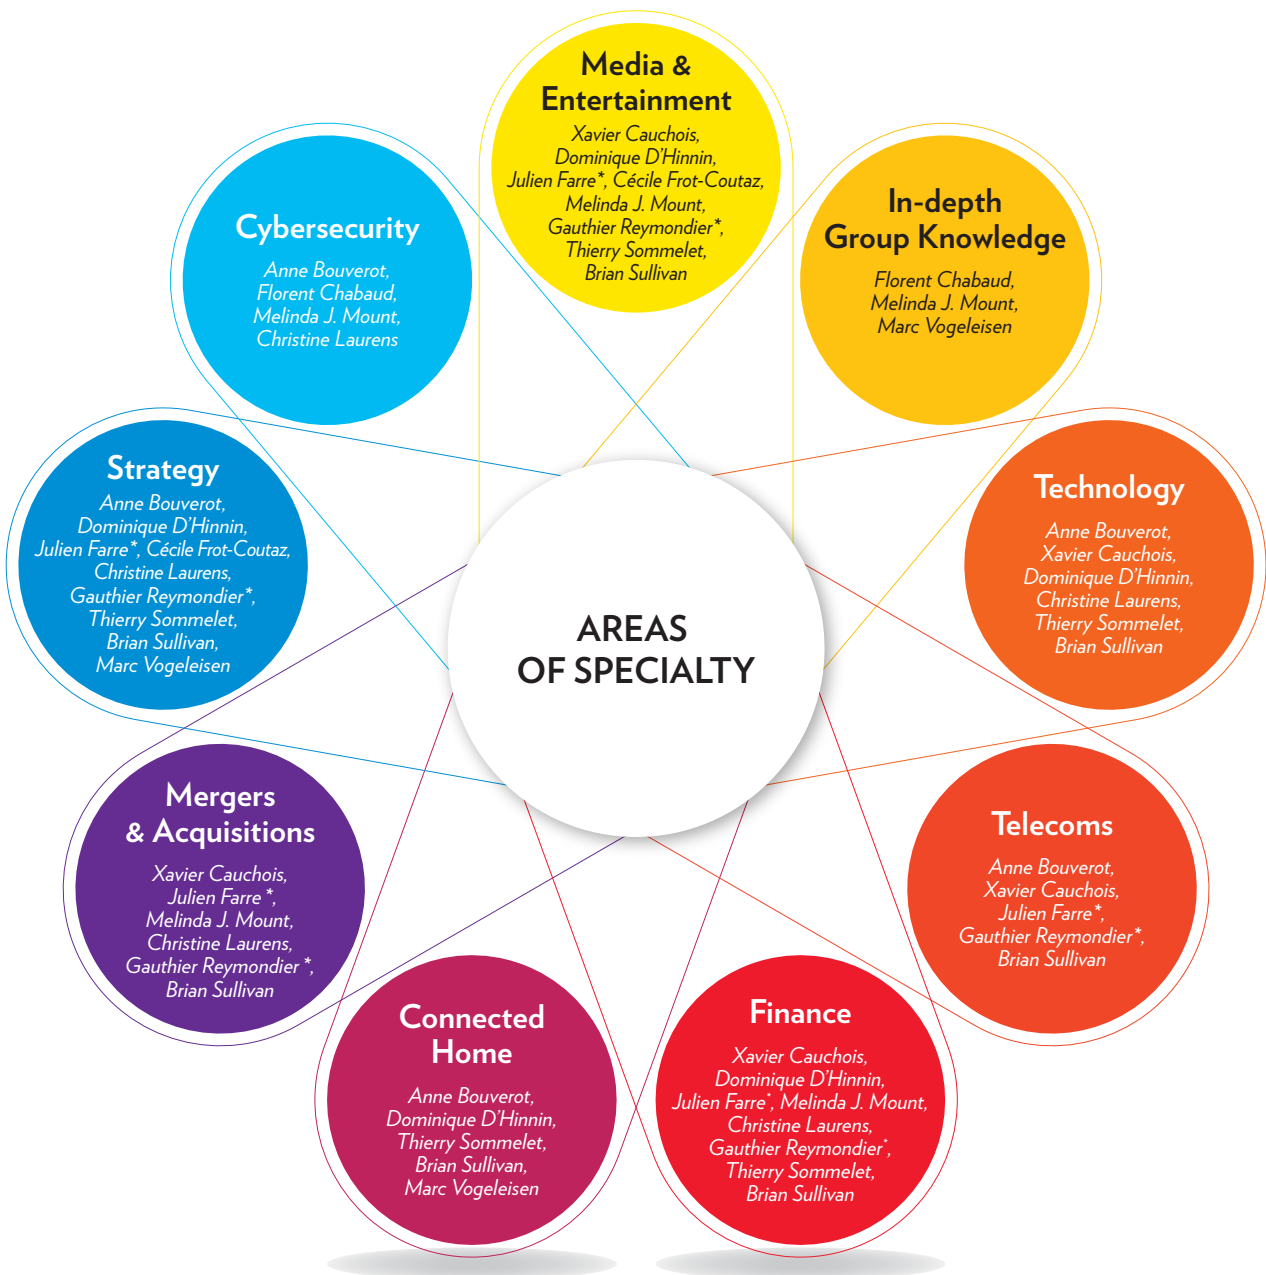 Media &
Entertainment
Xavier Cauchois,
Dominique D'Hinnin,
Julien Farre*, Cécile Frot-Coutaz,
Melinda J. Mount,
Gauthier Reymondier*,
Thierry Sommelet,
Brian Sullivan
In-depth
Group Knowledge
Florent Chabaud,
Melinda J. Mount,
Marc Vogeleisen
Technology
Anne Bouverot,
Xavier Cauchois,
Dominique D'Hinnin,
Christine Laurens,
Thierry Sommelet,
Brian Sullivan
Telecoms
Anne Bouverot,
Xavier Cauchois,
Julien Farre*,
Gauthier Reymondier*,
Brian Sullivan
Finance
Xavier Cauchois,
Dominique D'Hinnin,
Julien Farre*, Melinda J. Mount,
Christine Laurens,
Gauthier Reymondier*,
Thierry Sommelet,
Brian Sullivan
Connected
Home
Anne Bouverot,
Dominique D'Hinnin,
Thierry Sommelet,
Brian Sullivan,
Marc Vogeleisen
Mergers
& Acquisitions
Xavier Cauchois,
Julien Farre *,
Melinda J. Mount,
Christine Laurens,
Gauthier Reymondier *,
Brian Sullivan
Strategy
Anne Bouverot,
Dominique D'Hinnin,
Julien Farre*, Cécile Frot-Coutaz,
Christine Laurens,
Gauthier Reymondier*,
Thierry Sommelet,
Brian Sullivan,
Marc Vogeleisen
Cybersecurity
Anne Bouverot,
Florent Chabaud,
Melinda J. Mount,
Christine Laurens
AREAS
OF SPECIALTY